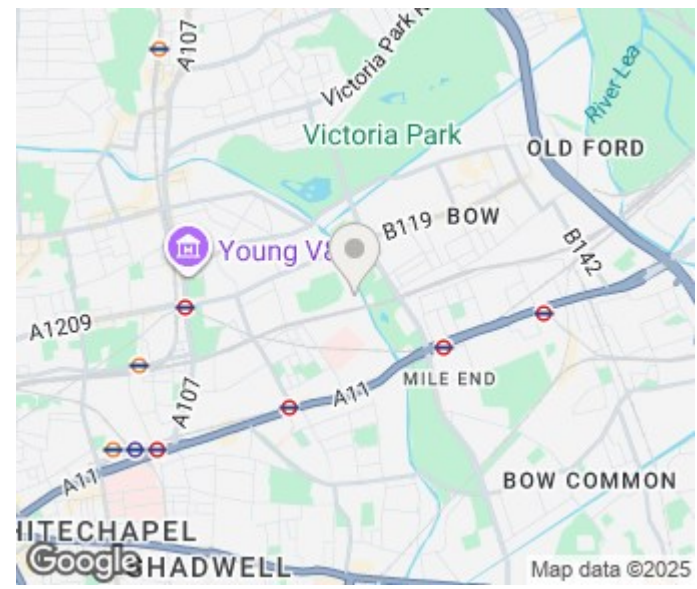 A107
Victoria Park R
River Lea
Victoria Park
OLD FORD
B119
BOW
Young V&
B142
A1209
A107
A11
MILE END
A11
BOW COMMON
HITECHAPEL
SHADWELL
Google
Map data ©2025